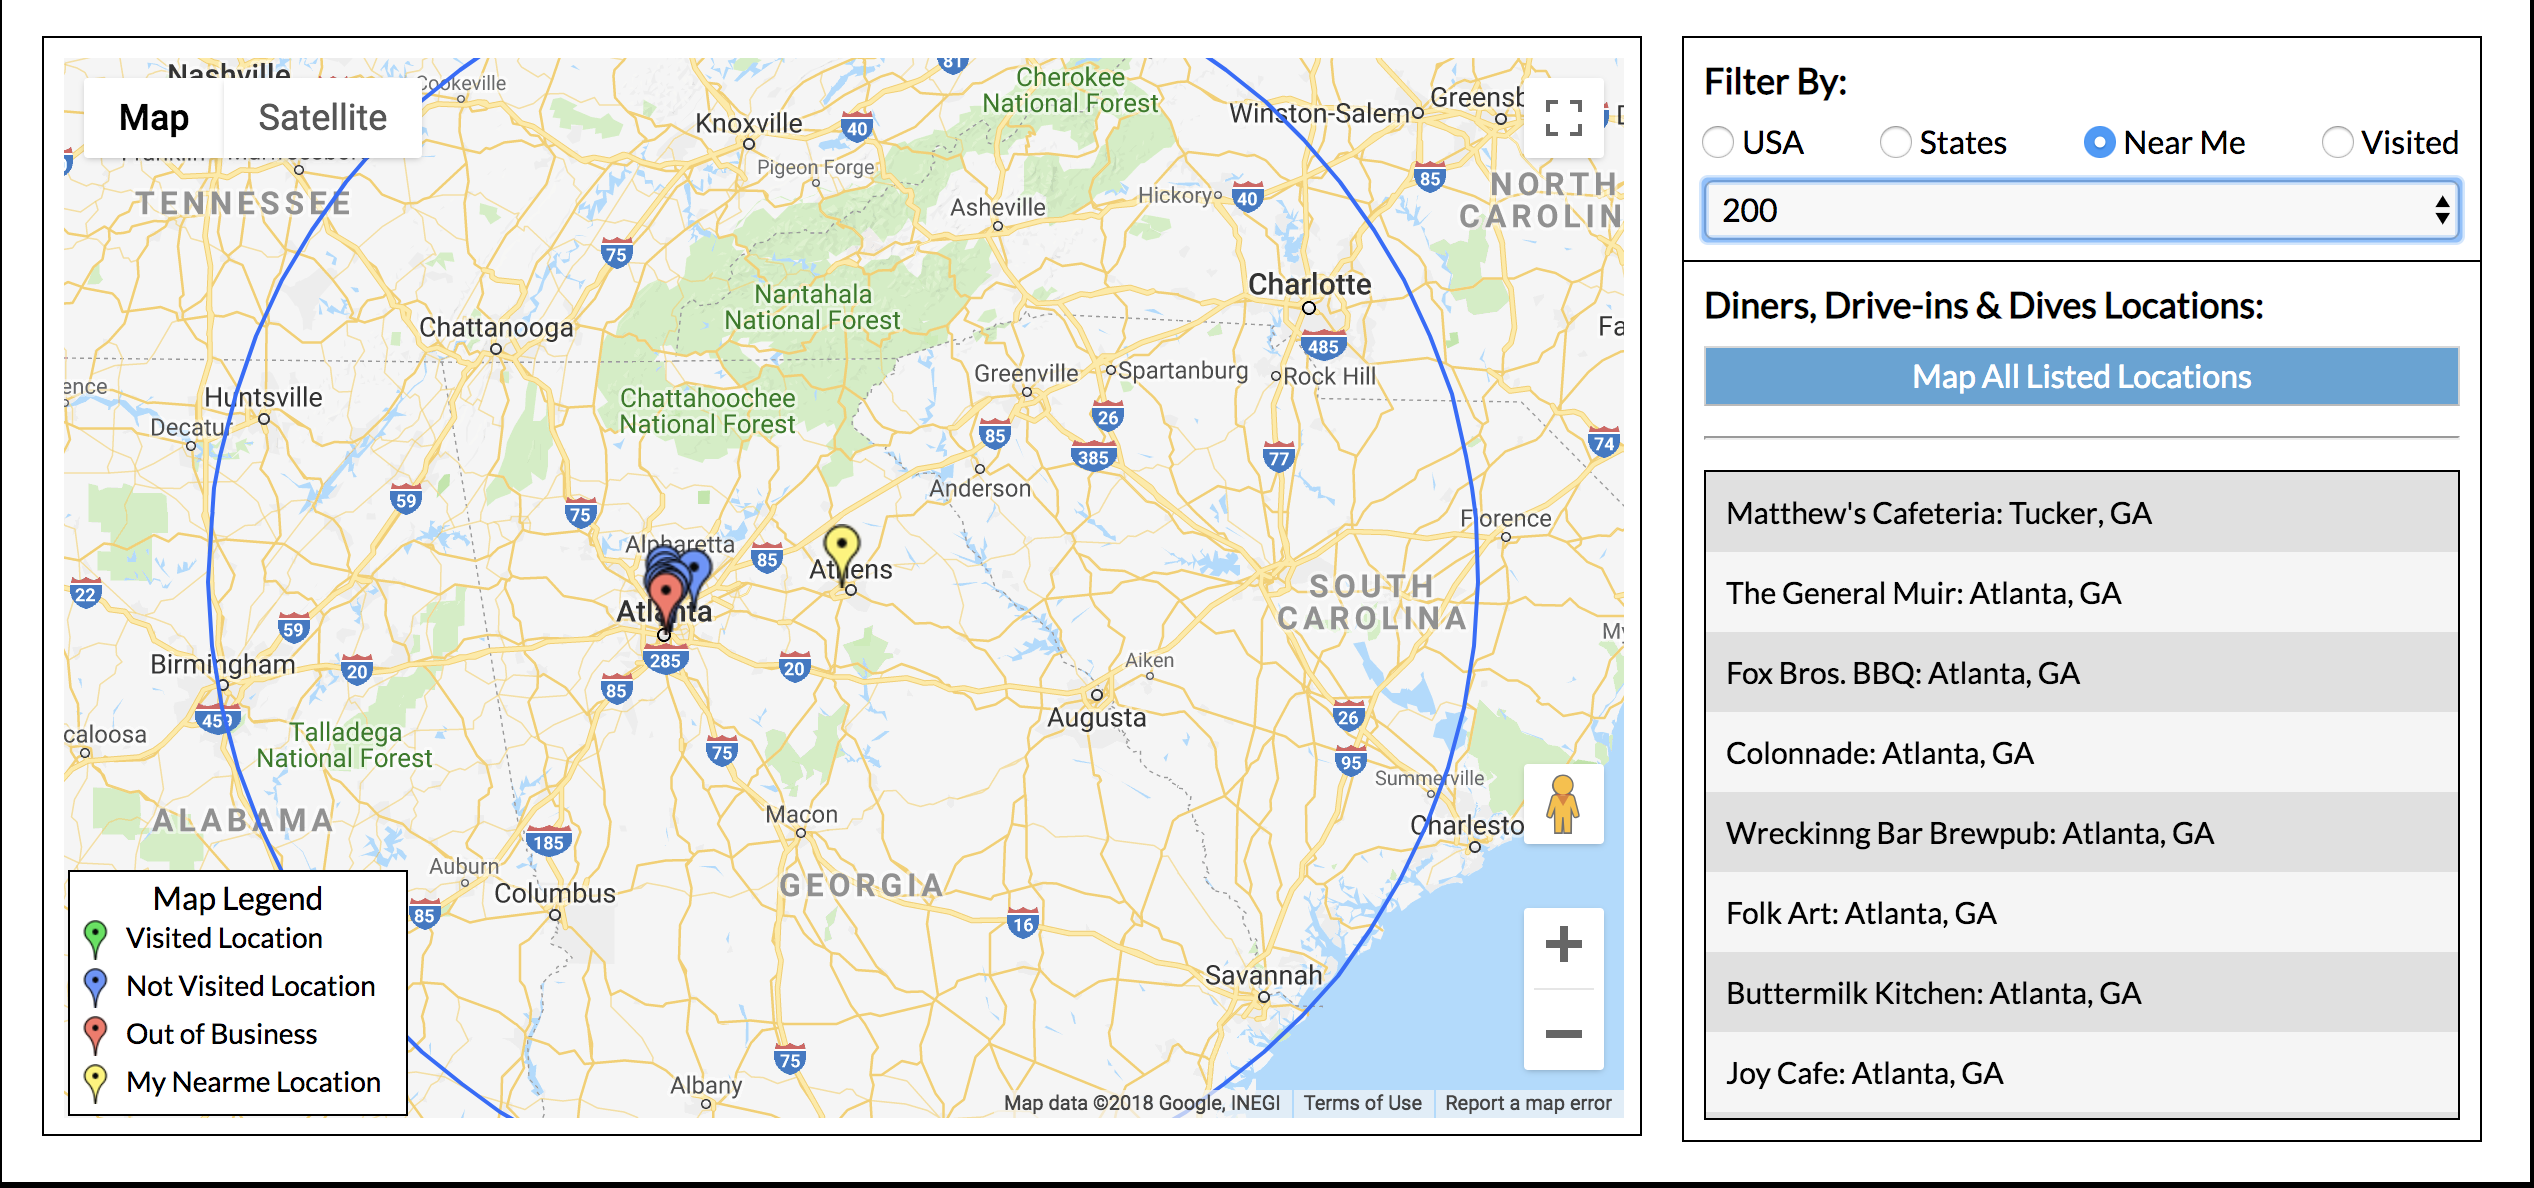 Nashville
Cookeville
81
Cherokee
National Forest
Winston-Salem
Greensb
Map
Satellite
Knoxville
40
Pigeon Forge
TENNESSEE
Hickory
40
85
NORTH
CAROLIN
Asheville
75
Nantahala
National Forest
Charlotte
485
Fa
Chattanooga
Greenville
Spartanburg
Rock Hill
ence
Huntsville
Decatur
Chattahoochee
National Forest
26
85
385
77
74
Anderson
59
75
Florence
Alpharetta
85
Athens
22
Atlanta
SOUTH
CAROLINA
59
My
Birmingham
20
285
20
Aiken
85
Augusta
459
26
caloosa
Talladega
National Forest
75
95
Summerville
ALABAMA
Macon
Charlesto
185
Auburn
Columbus
GEORGIA
85
16
Savannah
75
Albany
Map Legend
Visited Location
Not Visited Location
Out of Business
My Nearme Location
Map data ©2018 Google, INEGI
Terms of Use
Report a map error
Filter By:
USA States Near Me Visited
200
Diners, Drive-ins & Dives Locations:
Map All Listed Locations
Matthew's Cafeteria: Tucker, GA
The General Muir: Atlanta, GA
Fox Bros. BBQ: Atlanta, GA
Colonnade: Atlanta, GA
Wreckinng Bar Brewpub: Atlanta, GA
Folk Art: Atlanta, GA
Buttermilk Kitchen: Atlanta, GA
Joy Cafe: Atlanta, GA